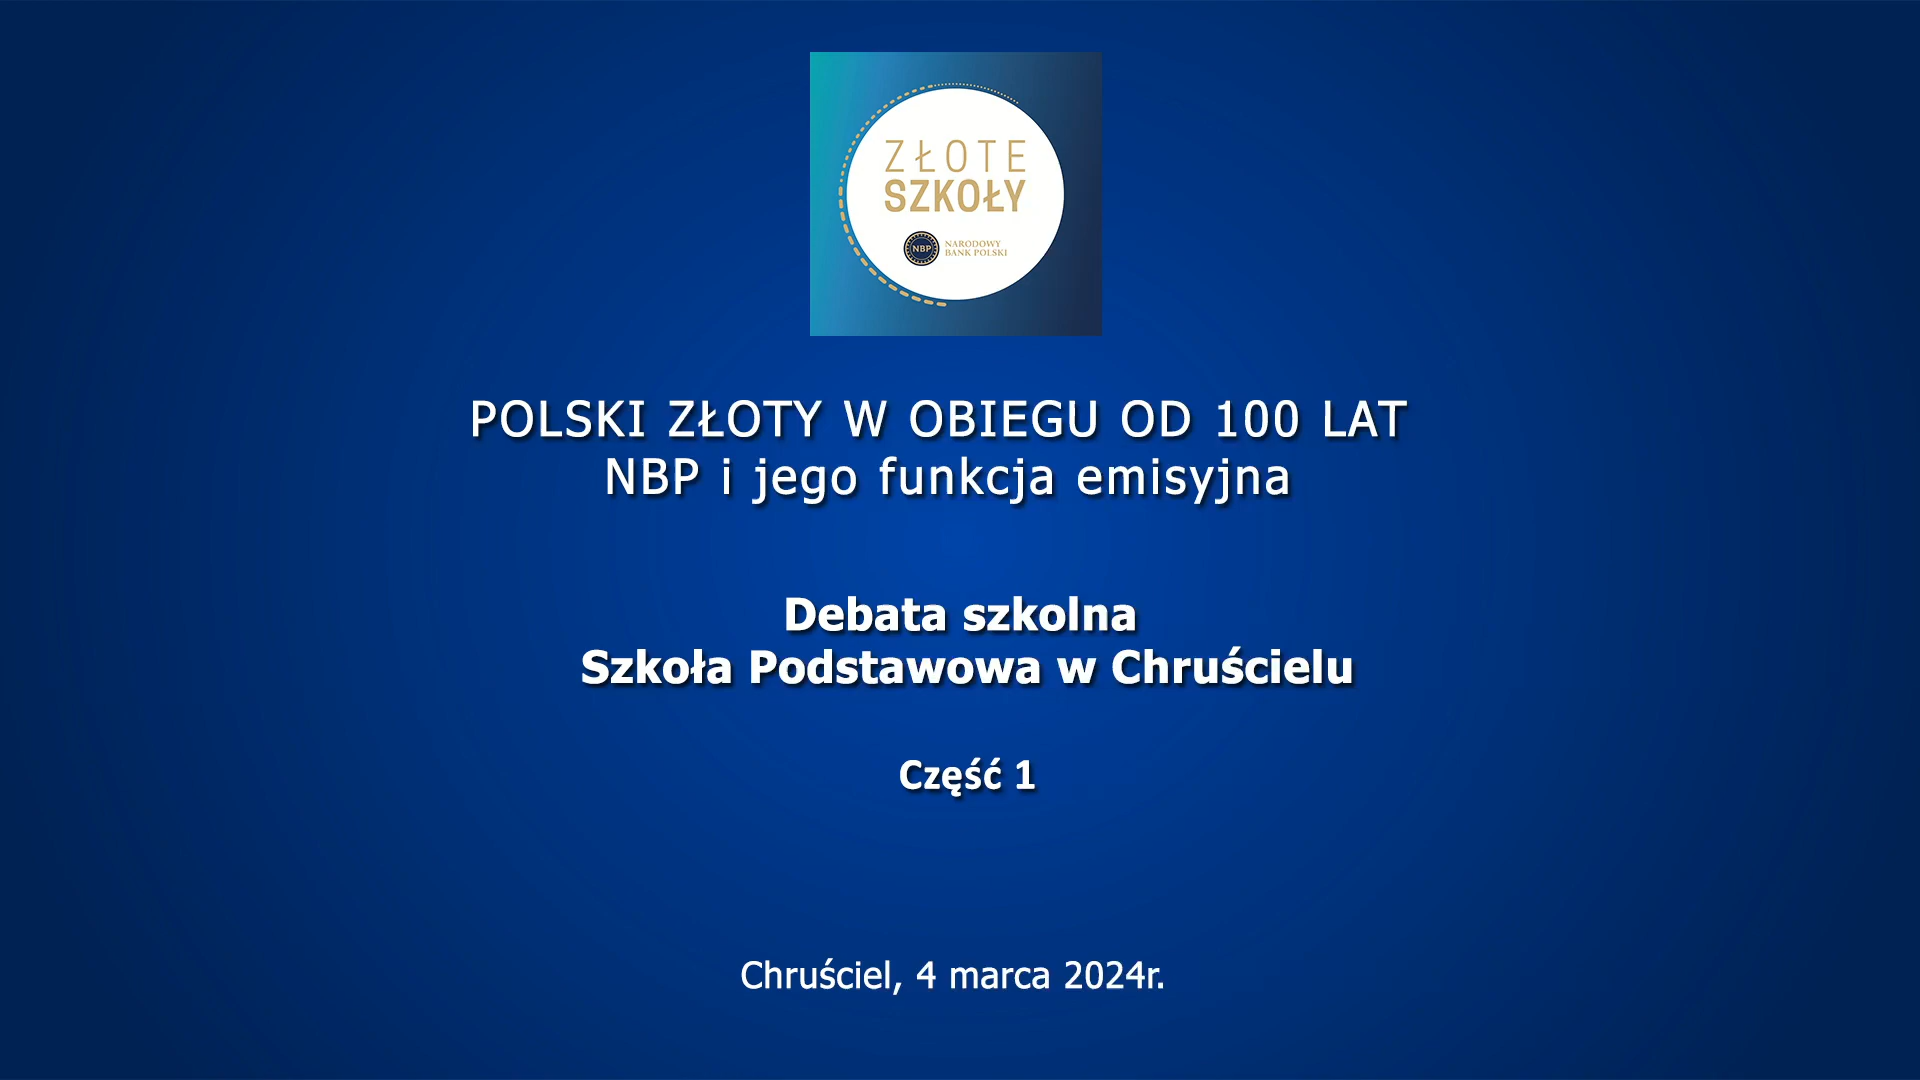 ZŁOTE
SZKOŁY
NBP
NARODOWY
BANK POLSKI
POLSKI ZŁOTY W OBIEGU OD 100 LAT
NBP i jego funkcja emisyjna
Debata szkolna
Szkoła Podstawowa w Chruścielu
Część 1
Chruściel, 4 marca 2024r.